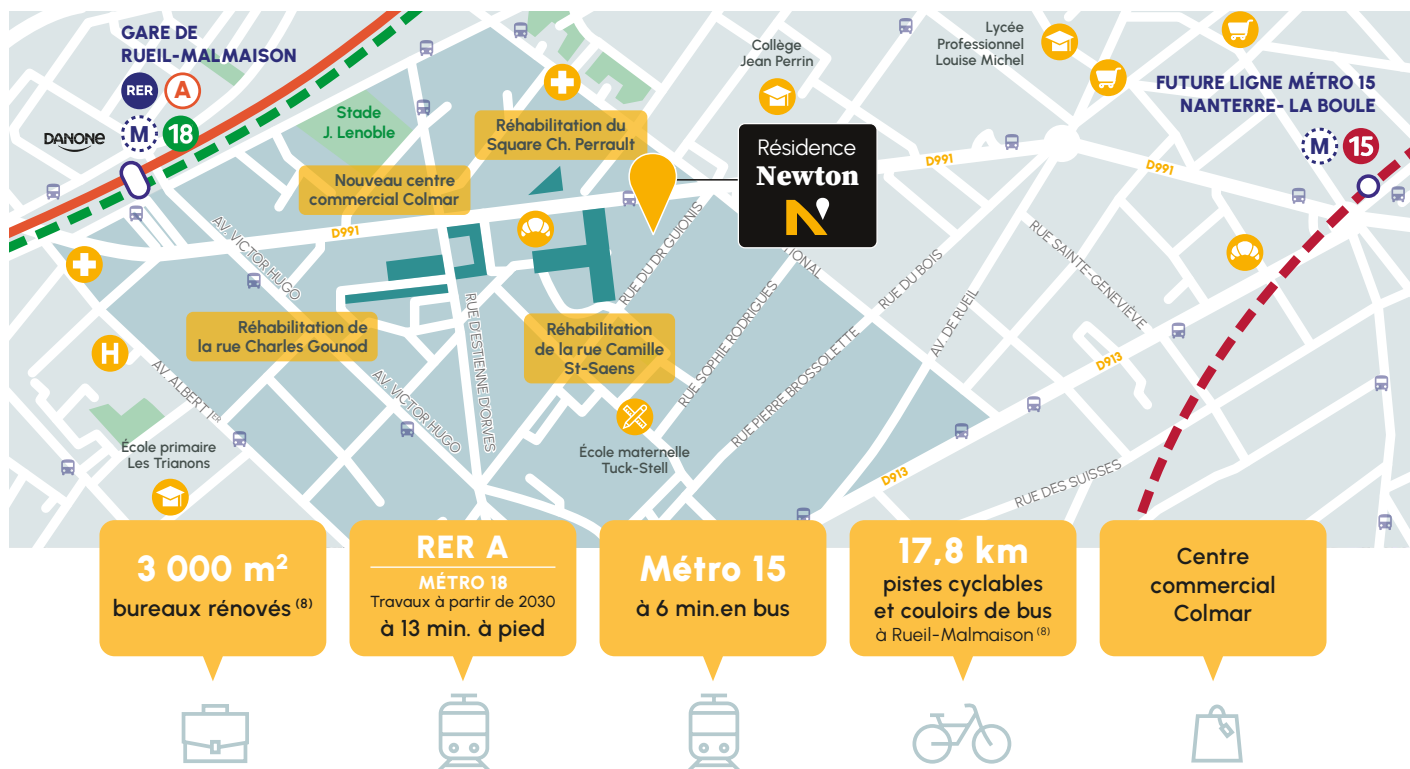 GARE DE
RUEIL-MALMAISON
RER A
M 18
DANONE
Stade
J. Lenoble
Réhabilitation du
Square Ch. Perrault
Nouveau centre
commercial Colmar
Collège
Jean Perrin
Lycée
Professionnel
Louise Michel
FUTURE LIGNE MÉTRO 15
NANTERRE- LA BOULE
M 15
Résidence
Newton
D991
D991
D991
AV. VICTOR HUGO
RUE DU DR GUIONIS
TIONAL
RUE DU BOIS
RUE SAINTE-GENEVIÈVE
Réhabilitation de
la rue Charles Gounod
RUE D'ESTIENNE D'ORVES
Réhabilitation
de la rue Camille
St-Saens
RUE SOPHIE RODRIGUES
RUE PIERRE BROSSOLETTE
AV. DE RUEIL
D913
H
AV. ALBERT 1ER
AV. VICTOR HUGO
École primaire
Les Trianons
École maternelle
Tuck-Stell
D913
RUE DES SUISSES
3 000 m²
bureaux rénovés (8)
RER A
MÉTRO 18
Travaux à partir de 2030
à 13 min. à pied
Métro 15
à 6 min.en bus
17,8 km
pistes cyclables
et couloirs de bus
à Rueil-Malmaison (8)
Centre
commercial
Colmar